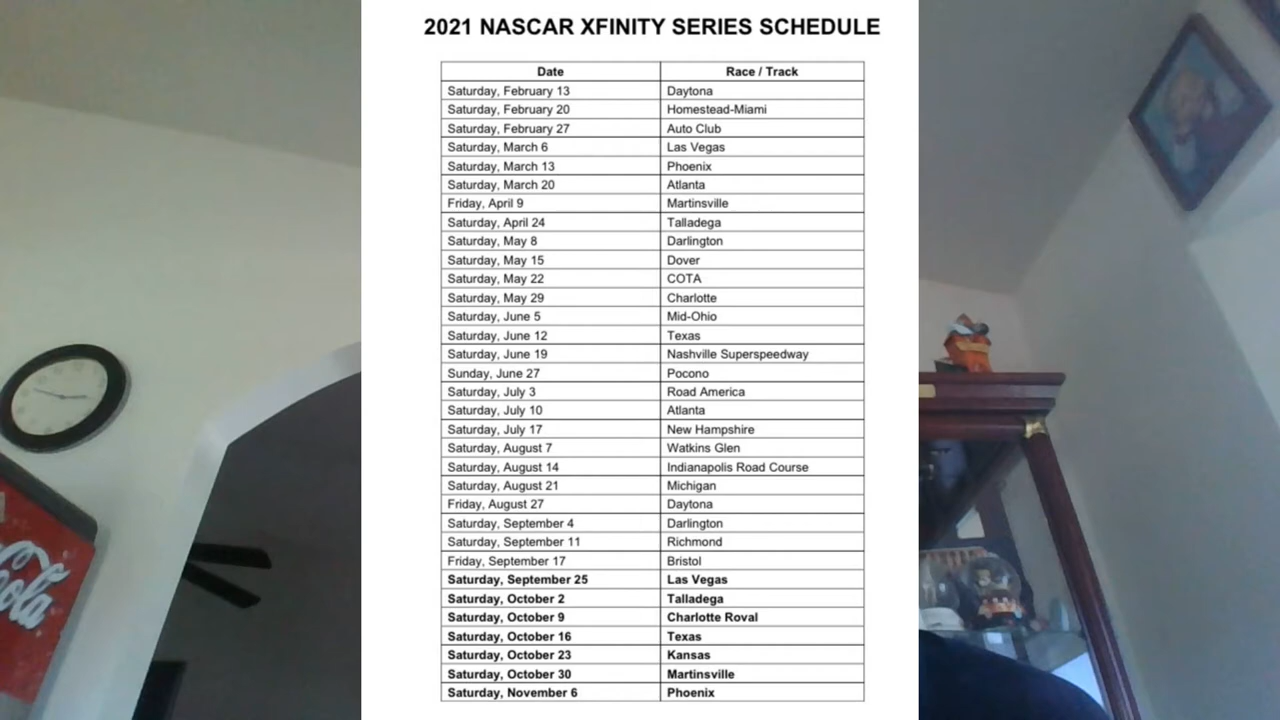 2021 NASCAR XFINITY SERIES SCHEDULE
Date Race / Track
Saturday, February 13 Daytona
Saturday, February 20 Homestead-Miami
Saturday, February 27 Auto Club
Saturday, March 6 Las Vegas
Saturday, March 13 Phoenix
Saturday, March 20 Atlanta
Friday, April 9 Martinsville
Saturday, April 24 Talladega
Saturday, May 8 Darlington
Saturday, May 15 Dover
Saturday, May 22 COTA
Saturday, May 29 Charlotte
Saturday, June 5 Mid-Ohio
Saturday, June 12 Texas
Saturday, June 19 Nashville Superspeedway
Sunday, June 27 Pocono
Saturday, July 3 Road America
Saturday, July 10 Atlanta
Saturday, July 17 New Hampshire
Saturday, August 7 Watkins Glen
Saturday, August 14 Indianapolis Road Course
Saturday, August 21 Michigan
Friday, August 27 Daytona
Saturday, September 4 Darlington
Saturday, September 11 Richmond
Friday, September 17 Bristol
Saturday, September 25 Las Vegas
Saturday, October 2 Talladega
Saturday, October 9 Charlotte Roval
Saturday, October 16 Texas
Saturday, October 23 Kansas
Saturday, October 30 Martinsville
Saturday, November 6 Phoenix